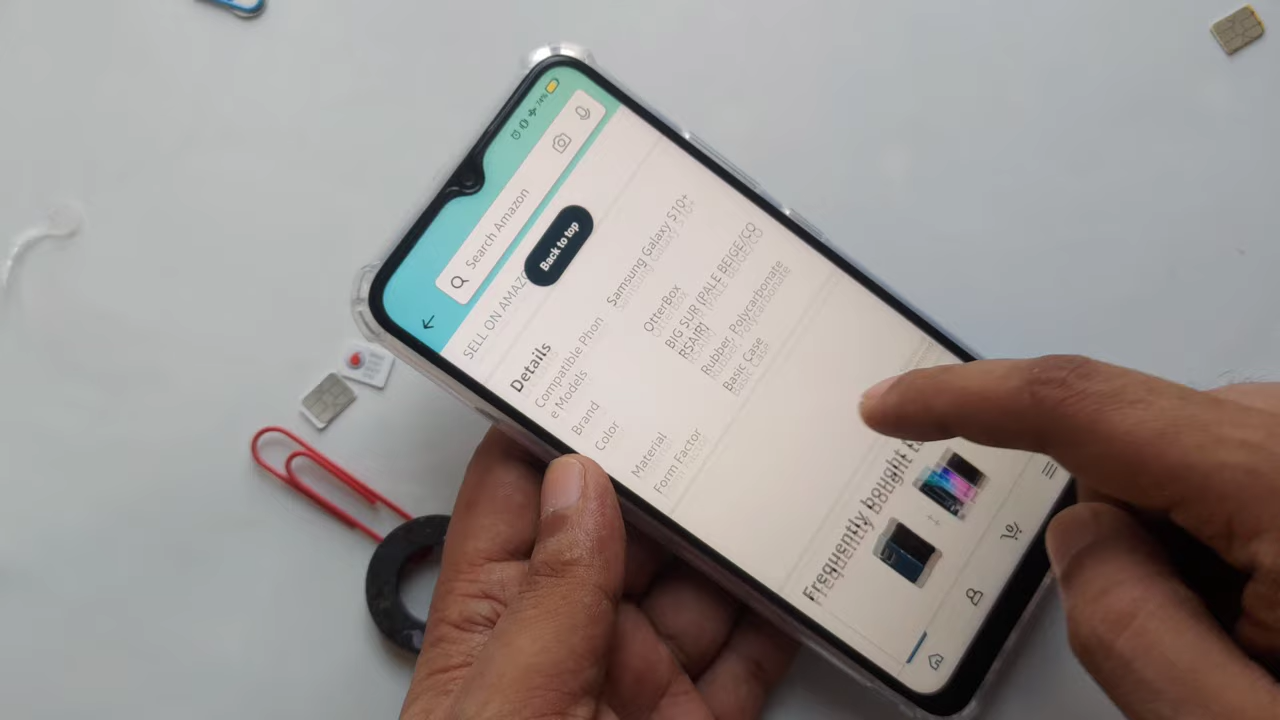 74%
Search Amazon
SELL ON AMAZO
Back to top
Details
Compatible Phon
e Models
Samsung Galaxy S10+
Brand
OtterBox
Color
BIG SUR (PALE BEIGE/CO
RSAIR)
Material
Rubber, Polycarbonate
Form Factor
Basic Case
Frequently bought